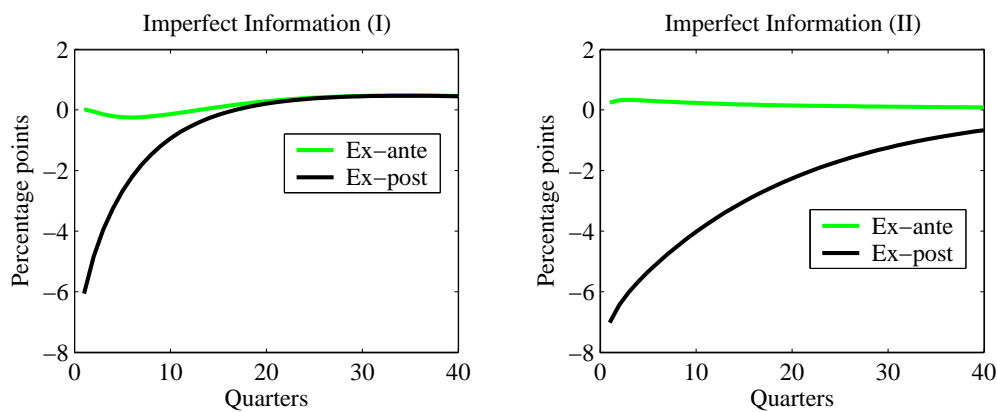 Imperfect Information (I)
2
0
−2
−4
−6
−8
Percentage points
0
10
20
30
40
Quarters
Ex−ante
Ex−post
Imperfect Information (II)
2
0
−2
−4
−6
−8
Percentage points
0
10
20
30
40
Quarters
Ex−ante
Ex−post